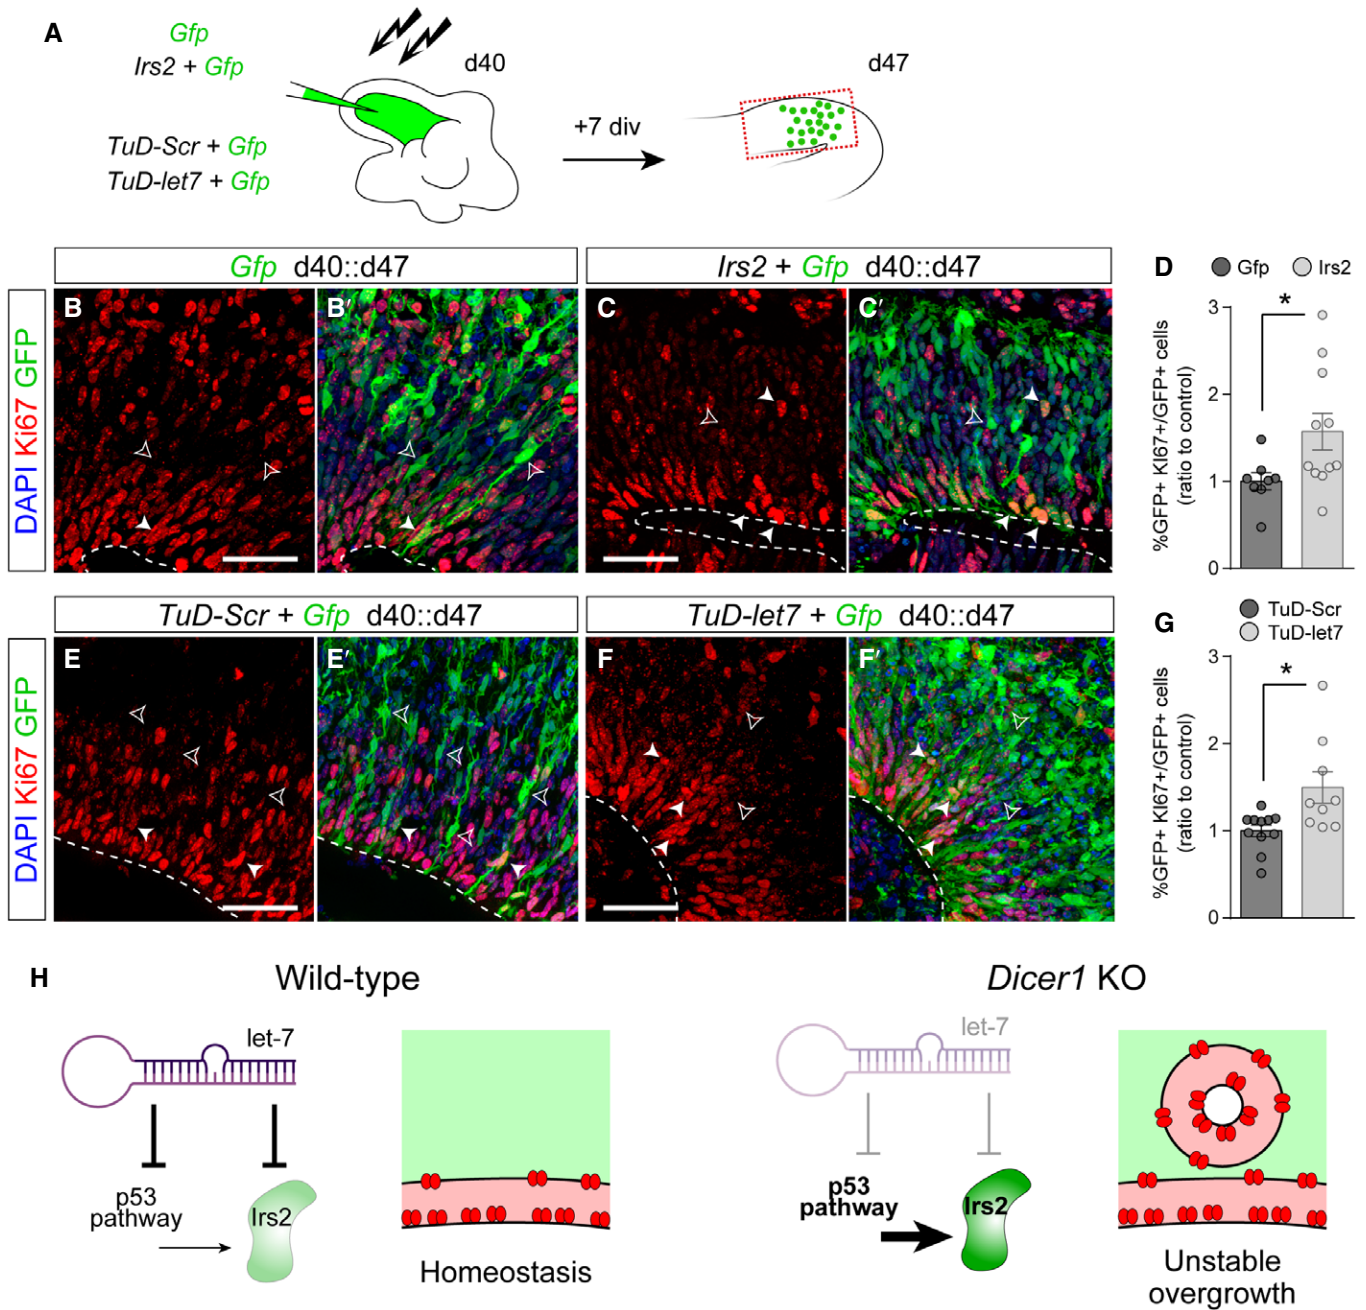 A
Gfp
Irs2 + Gfp
TuD-Scr + Gfp
TuD-let7 + Gfp
d40
+7 div
d47
Gfp d40::d47
Irs2 + Gfp d40::d47
DAPI Ki67 GFP
B
B′
C
C′
D
Gfp
Irs2
%GFP+ Ki67+/GFP+ cells
(ratio to control)
3
2
1
0
*
TuD-Scr + Gfp d40::d47
TuD-let7 + Gfp d40::d47
DAPI Ki67 GFP
E
E′
F
F′
G
TuD-Scr
TuD-let7
%GFP+ KI67+/GFP+ cells
(ratio to control)
3
2
1
0
*
H
Wild-type
let-7
p53
pathway
Irs2
Homeostasis
Dicer1 KO
let-7
p53
pathway
Irs2
Unstable
overgrowth